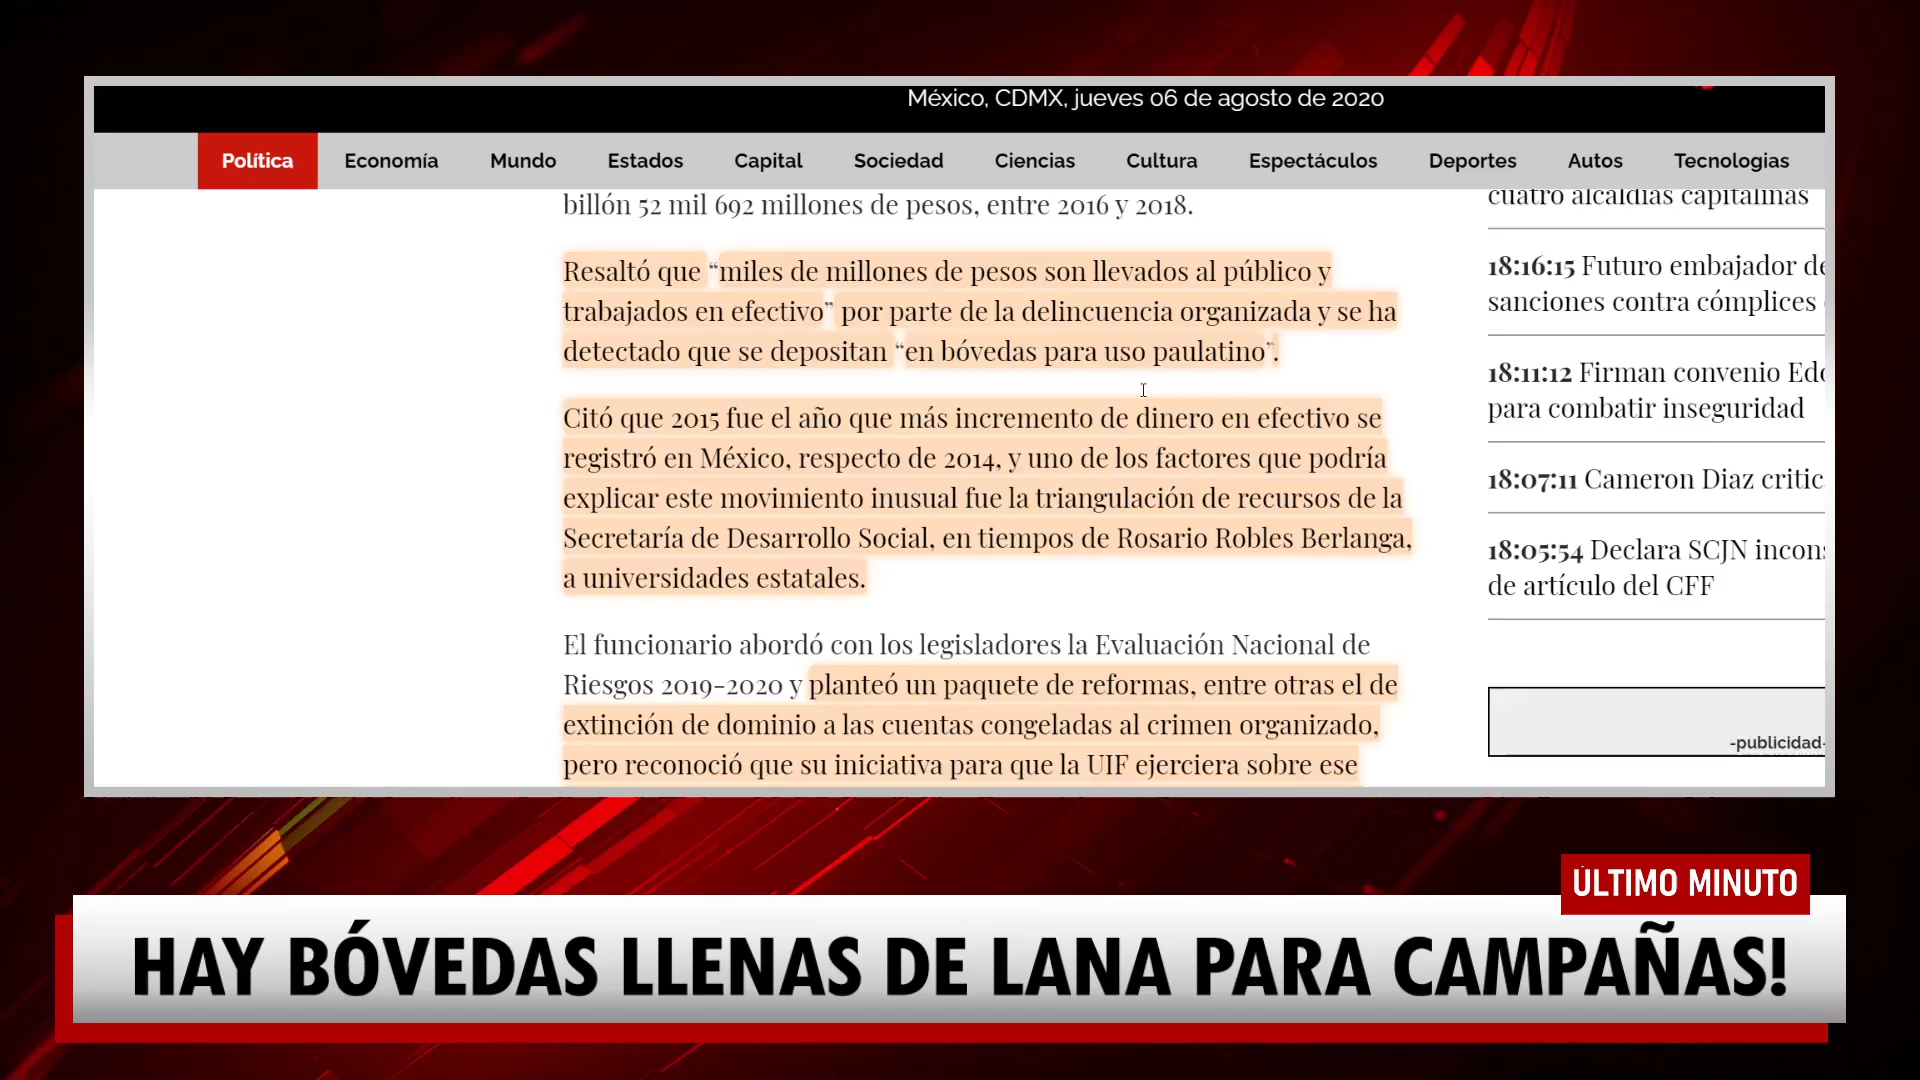 México, CDMX, jueves 06 de agosto de 2020
Política Economía Mundo Estados Capital Sociedad Ciencias Cultura Espectáculos Deportes Autos Tecnologias
billón 52 mil 692 millones de pesos, entre 2016 y 2018.
Resaltó que “miles de millones de pesos son llevados al público y
trabajados en efectivo” por parte de la delincuencia organizada y se ha
detectado que se depositan “en bóvedas para uso paulatino”.
Citó que 2015 fue el año que más incremento de dinero en efectivo se
registró en México, respecto de 2014, y uno de los factores que podría
explicar este movimiento inusual fue la triangulación de recursos de la
Secretaría de Desarrollo Social, en tiempos de Rosario Robles Berlanga,
a universidades estatales.
El funcionario abordó con los legisladores la Evaluación Nacional de
Riesgos 2019-2020 y planteó un paquete de reformas, entre otras el de
extinción de dominio a las cuentas congeladas al crimen organizado,
pero reconoció que su iniciativa para que la UIF ejerciera sobre ese
cuatro alcaldías capitalinas
18:16:15 Futuro embajador
sanciones contra cómplices
18:11:12 Firman convenio
para combatir inseguridad
18:07:11 Cameron Diaz
18:05:54 Declara SCJN
de artículo del CFF
-publicidad-
ÚLTIMO MINUTO
HAY BÓVEDAS LLENAS DE LANA PARA CAMPAÑAS!